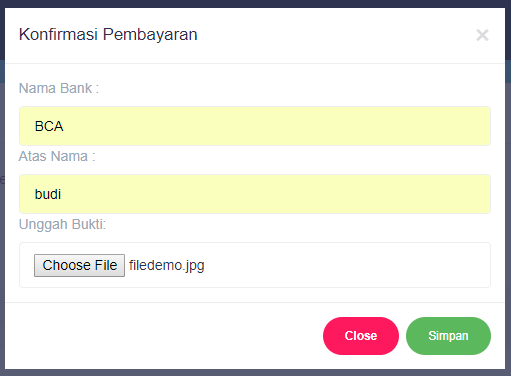 Konfirmasi Pembayaran ×
Nama Bank :
BCA
Atas Nama :
budi
Unggah Bukti:
Choose File filedemo.jpg
Close Simpan